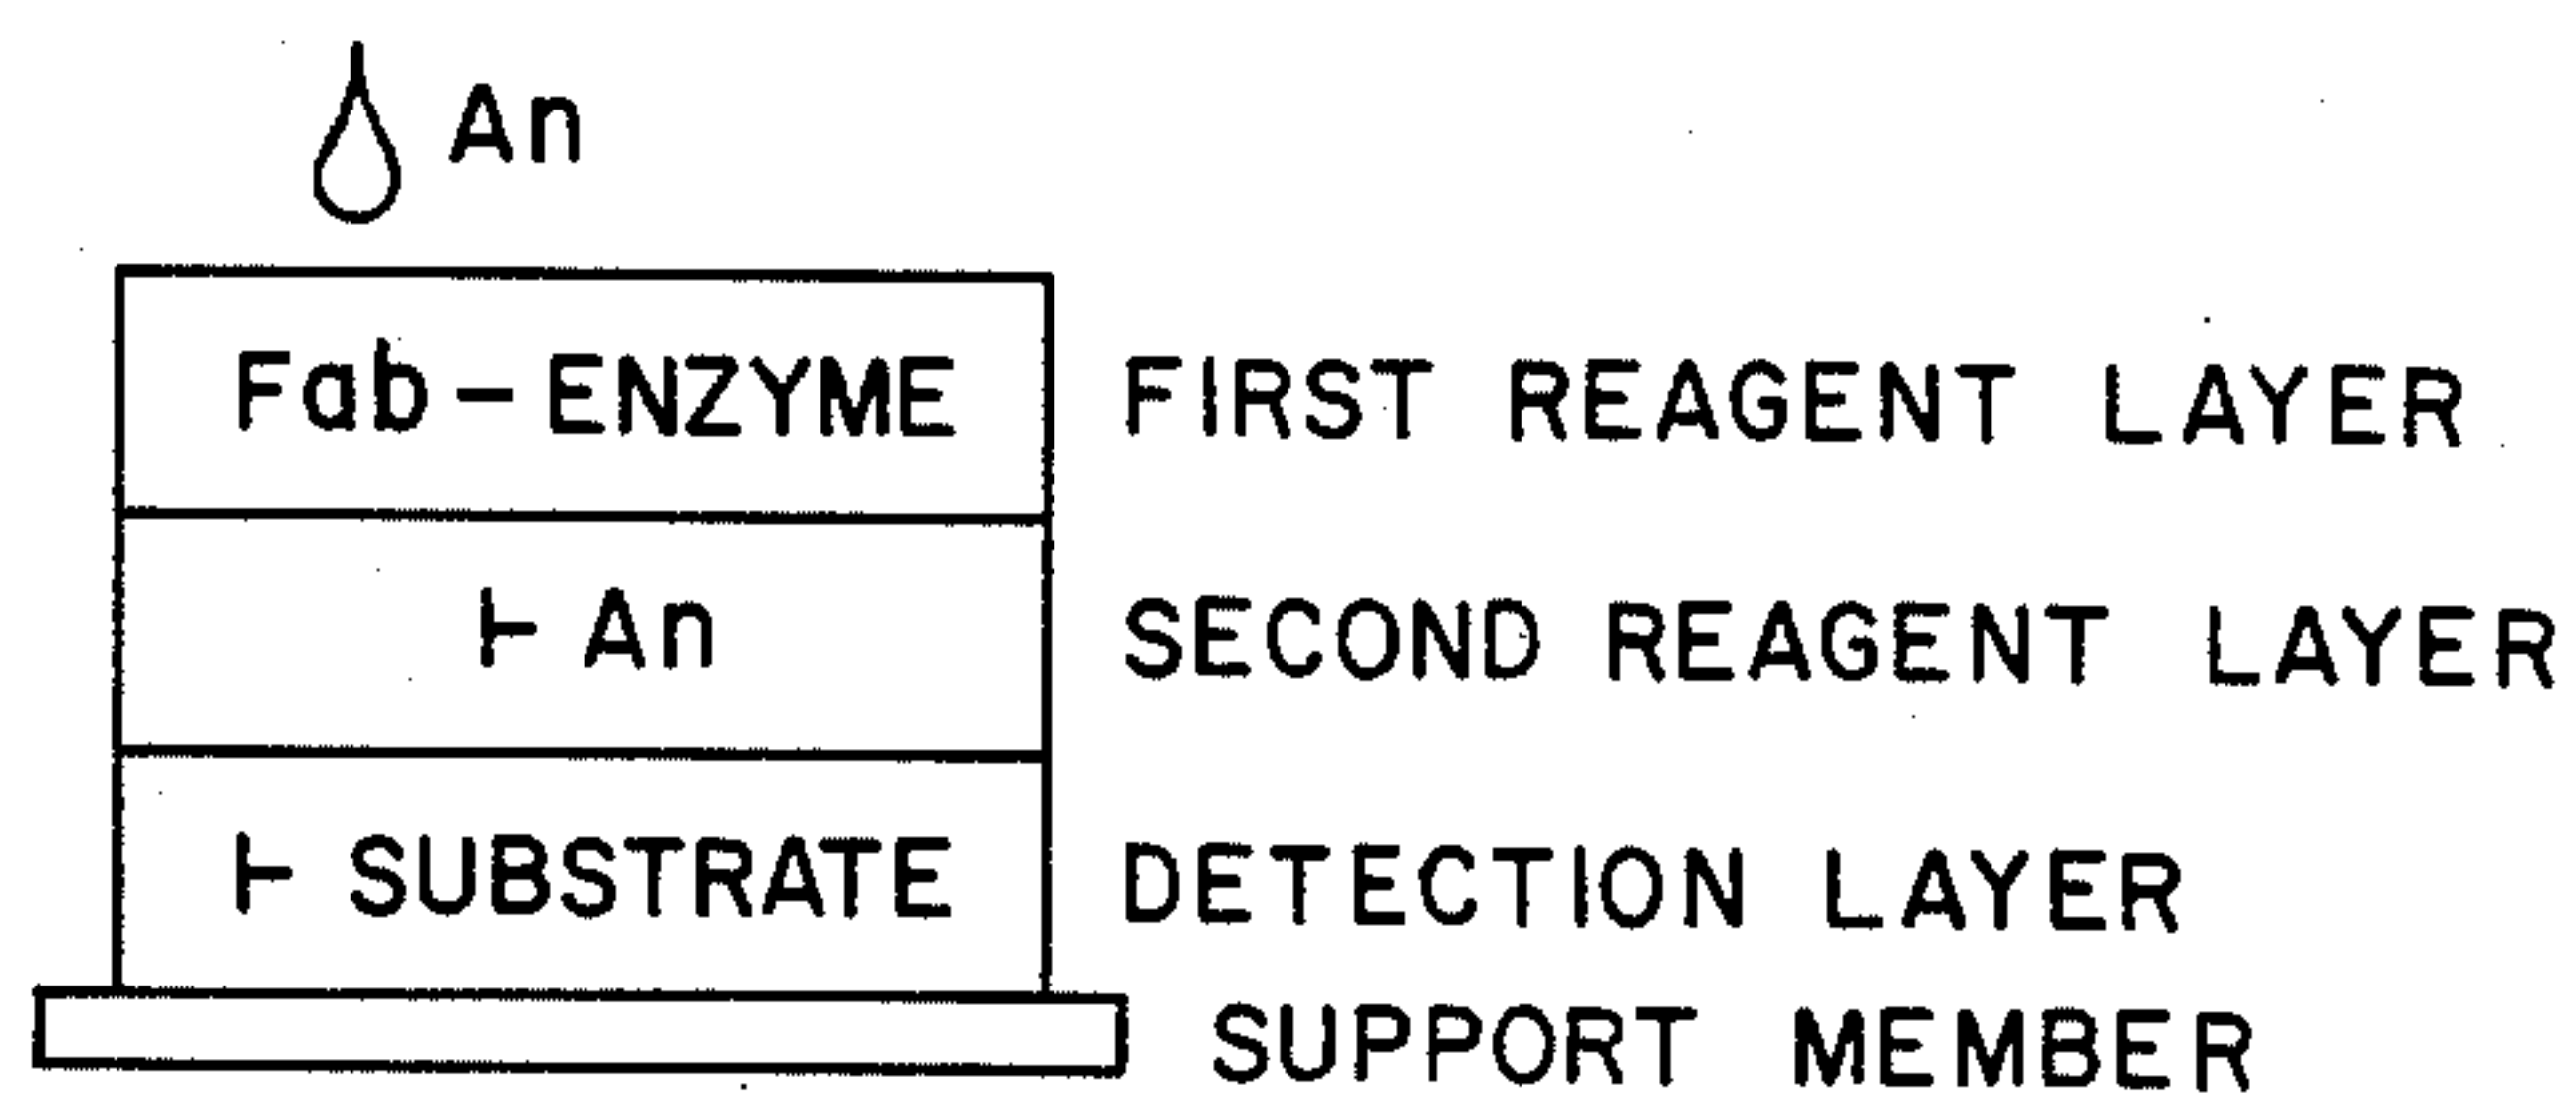 An
Fab-ENZYME FIRST REAGENT LAYER
⊢ An SECOND REAGENT LAYER
⊢ SUBSTRATE DETECTION LAYER
SUPPORT MEMBER